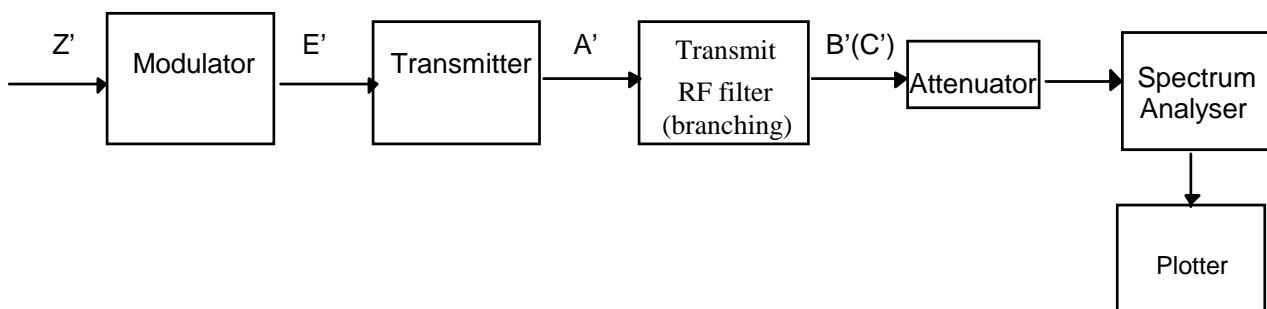 Z’
Modulator
E’
Transmitter
A’
Transmit
RF filter
(branching)
B’(C’)
Attenuator
Spectrum
Analyser
Plotter